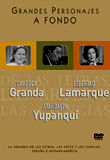 Grandes Personajes
A FONDO
CHABUCA
Granda
LIBERTAD
Lamarque
ATAHUALPA
Yupanqui
LA MEMORIA DE LAS LETRAS, LAS ARTES Y LAS CIENCIAS.
ESPAÑA E HISPANOAMÉRICA